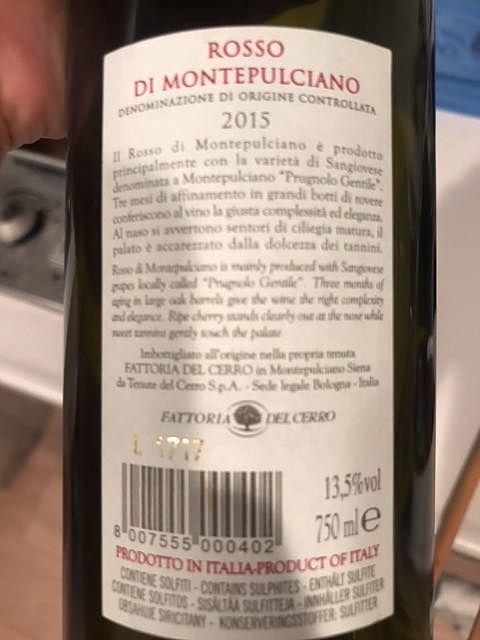 ROSSO
DI MONTEPULCIANO
DENOMINAZIONE DI ORIGINE CONTROLLATA
2015
Il Rosso di Montepulciano è prodotto
principalmente con la varietà di Sangiovese
denominata a Montepulciano "Prugnolo Gentile".
Tre mesi di affinamento in grandi botti di rovere
conferiscono al vino la giusta complessità ed eleganza.
Al naso si avvertono sentori di ciliegia matura, il
palato è accarezzato dalla dolcezza dei tannini.
Rosso di Montepulciano is mainly produced with Sangiovese
grapes locally called "Prugnolo Gentile". Three months of
aging in large oak barrels give the wine the right complexity
and elegance. Ripe cherry stands clearly out at the nose while
sweet tannins gently touch the palate
Imbottigliato all'origine nella propria tenuta
FATTORIA DEL CERRO in Montepulciano Siena
da Tenute del Cerro S.p.A. - Sede legale Bologna - Italia
FATTORIA DEL CERRO
L 1717
13,5%vol
750 ml e
8 007555 000402
PRODOTTO IN ITALIA-PRODUCT OF ITALY
CONTIENE SOLFITI - CONTAINS SULPHITES - ENTHÄLT SULFITE
CONTIENE SULFITOS - SISÄLTÄÄ SULFIITTEJA - INNHÅLLER SULFITER
OBSAHUJE SIRICITANY - KONSERVERINGSSTOFFER: SULFITTER